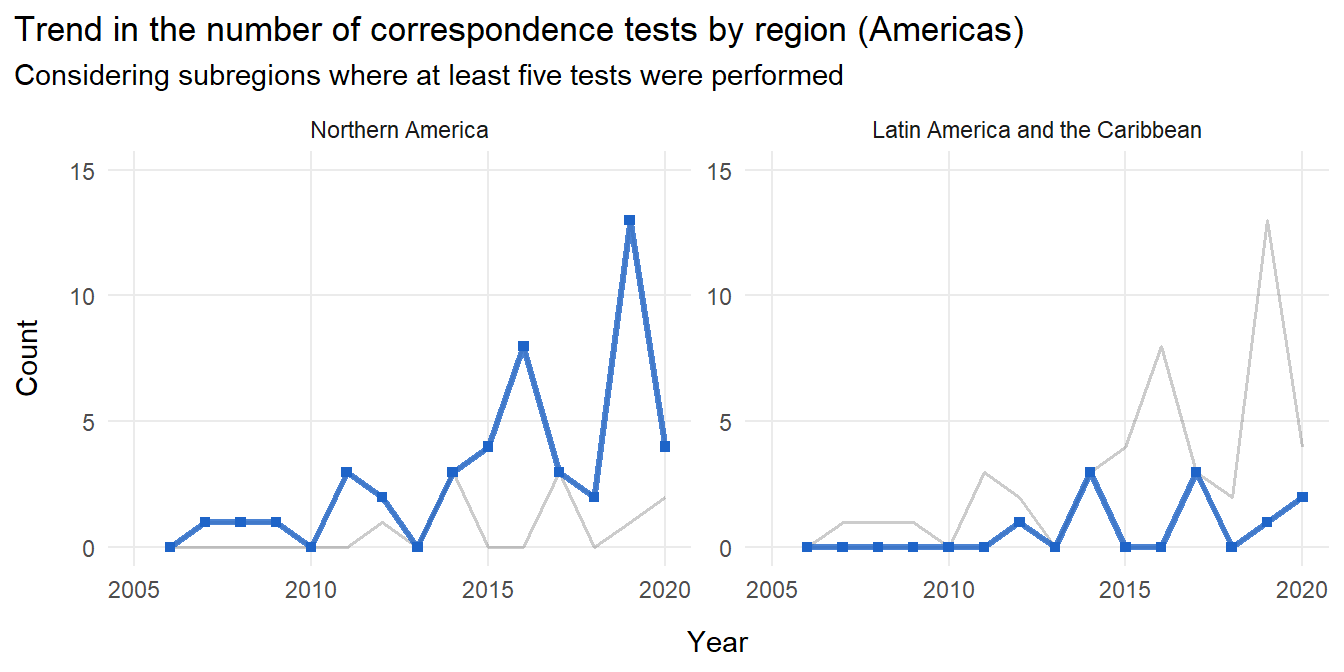 Trend in the number of correspondence tests by region (Americas)
Considering subregions where at least five tests were performed
Northern America
Latin America and the Caribbean
15
10
5
0
15
10
5
0
Count
2005
2010
2015
2020
2005
2010
2015
2020
Year